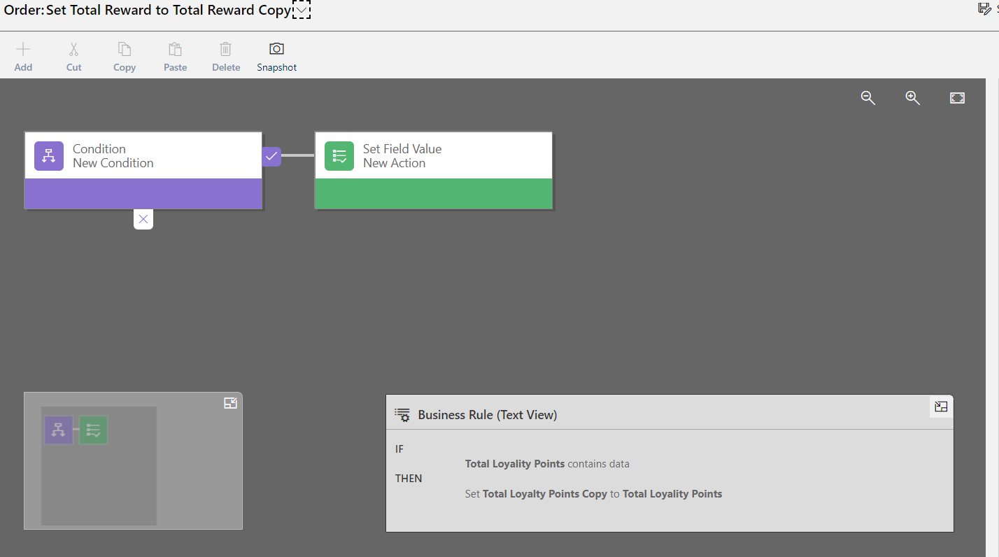 Order: Set Total Reward to Total Reward Copy
Add
Cut
Copy
Paste
Delete
Snapshot
Condition
New Condition
Set Field Value
New Action
Business Rule (Text View)
IF
Total Loyality Points contains data
THEN
Set Total Loyalty Points Copy to Total Loyality Points